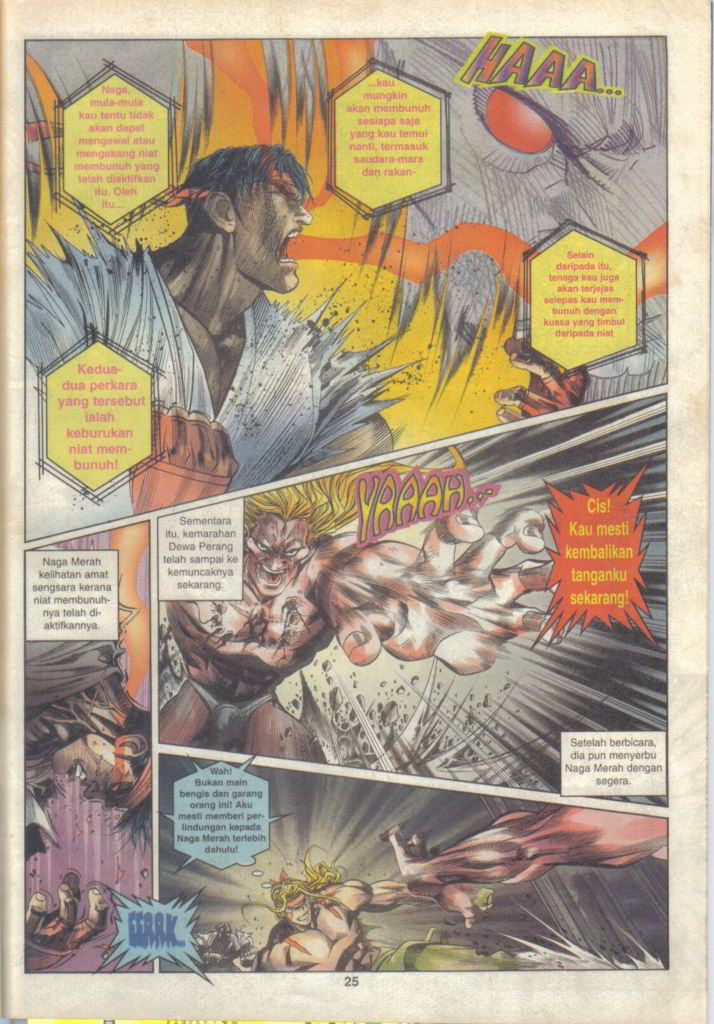 HAAA...
Naga,
mula-mula
kau tentu tidak
akan dapat
mengawal atau
mengekang niat
membunuh yang
telah diaktifkan
itu. Oleh
itu...
...kau
mungkin
akan membunuh
sesiapa saja
yang kau temui
nanti, termasuk
saudara-mara
dan rakan-
Selain
daripada itu,
tenaga kau juga
akan terjejas
selepas kau mem-
bunuh dengan
kuasa yang timbul
daripada niat
Kedua-
dua perkara
yang tersebut
ialah
keburukan
niat mem-
bunuh!
YAAAH...
Sementara
itu, kemarahan
Dewa Perang
telah sampai ke
kemuncaknya
sekarang.
Cis!
Kau mesti
kembalikan
tanganku
sekarang!
Naga Merah
kelihatan amat
sengsara kerana
niat membunuh-
nya telah di-
aktifkannya.
Setelah berbicara,
dia pun menyerbu
Naga Merah dengan
segera.
Wah!
Bukan main
bengis dan garang
orang ini! Aku
mesti memberi per-
lindungan kepada
Naga Merah terlebih
dahulu!
EERRK...
25